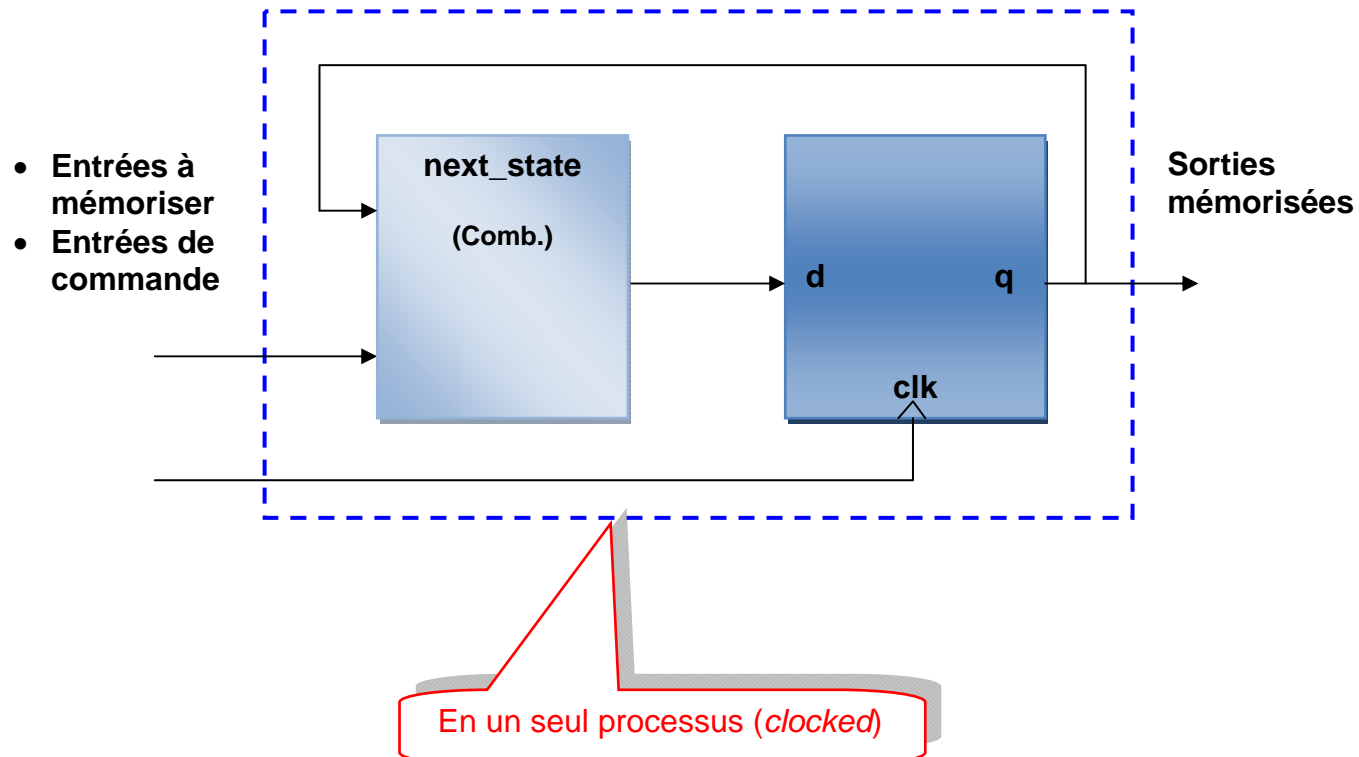 • Entrées à
mémoriser
• Entrées de
commande
next_state
(Comb.)
d
q
clk
Sorties
mémorisées
En un seul processus (clocked)